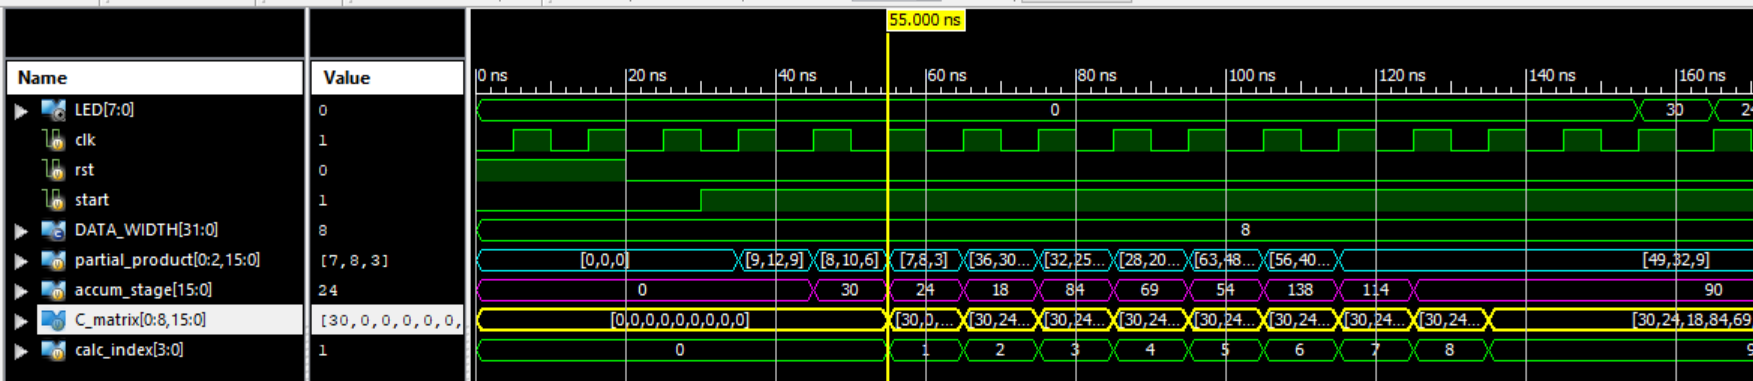 55.000 ns
Name Value 0 ns 20 ns 40 ns 60 ns 80 ns 100 ns 120 ns 140 ns 160 ns
LED[7:0] 0 0 30
clk 1
rst 0
start 1
DATA_WIDTH[31:0] 8 8
partial_product[0:2,15:0] [7,8,3] [0,0,0] [9,12,9] [8,10,6] [7,8,3] [36,30... [32,25... [28,20... [63,48... [56,40... [49,32,9]
accum_stage[15:0] 24 0 30 24 18 84 69 54 138 114 90
C_matrix[0:8,15:0] [30,0,0,0,0,0, [0,0,0,0,0,0,0,0,0] [30,0,... [30,24... [30,24... [30,24... [30,24... [30,24... [30,24... [30,24... [30,24,18,84,69
calc_index[3:0] 1 0 1 2 3 4 5 6 7 8